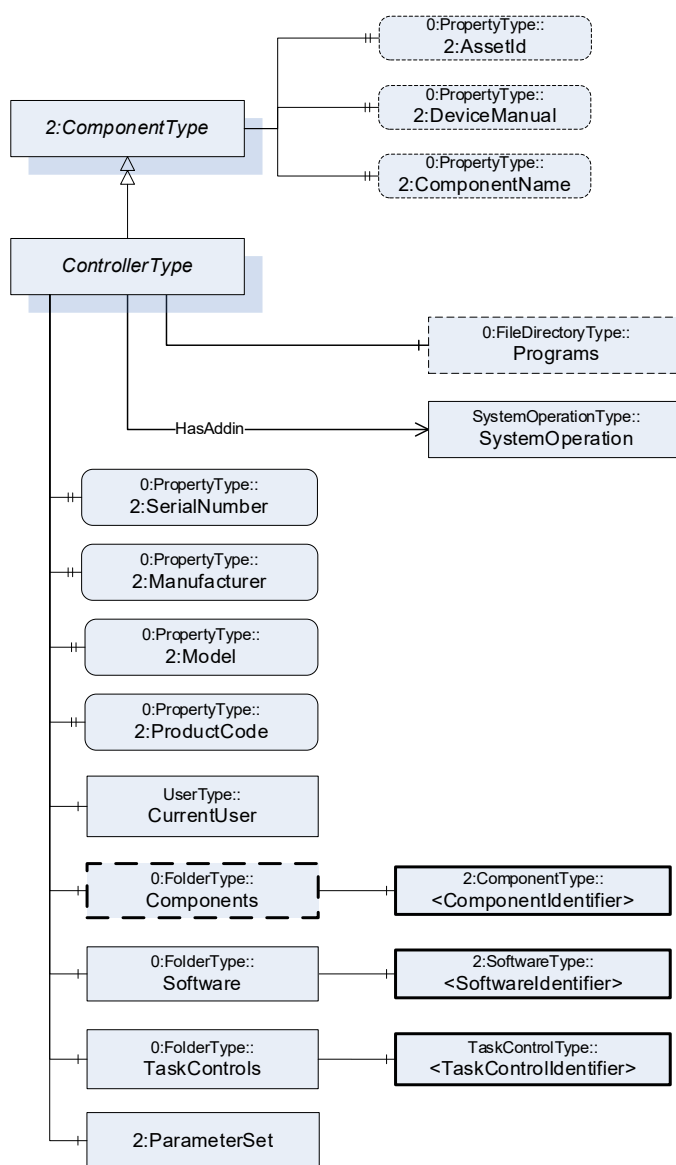 0:PropertyType::
2:AssetId
0:PropertyType::
2:DeviceManual
0:PropertyType::
2:ComponentName
2:ComponentType
ControllerType
0:FileDirectoryType::
Programs
HasAddin
SystemOperationType::
SystemOperation
0:PropertyType::
2:SerialNumber
0:PropertyType::
2:Manufacturer
0:PropertyType::
2:Model
0:PropertyType::
2:ProductCode
UserType::
CurrentUser
0:FolderType::
Components
2:ComponentType::
<ComponentIdentifier>
0:FolderType::
Software
2:SoftwareType::
<SoftwareIdentifier>
0:FolderType::
TaskControls
TaskControlType::
<TaskControlIdentifier>
2:ParameterSet